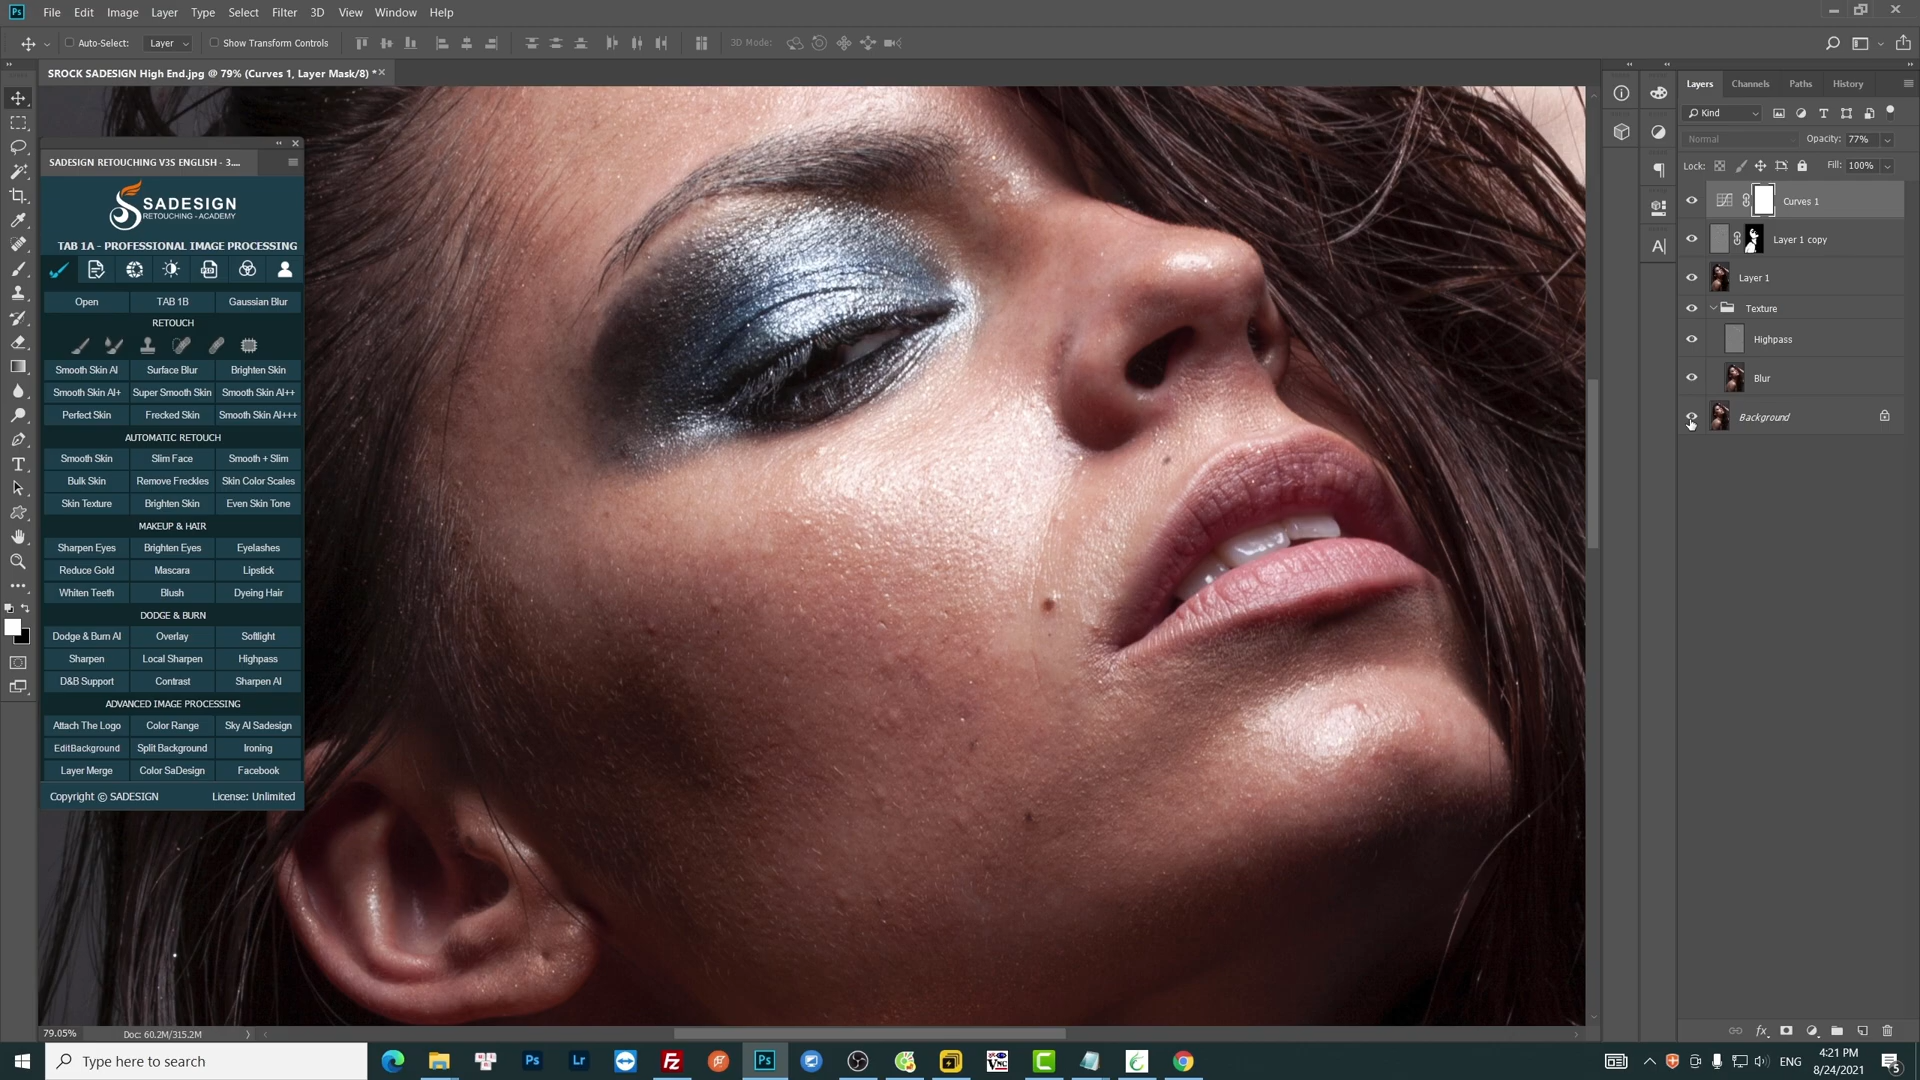 File Edit Image Layer Type Select Filter 3D View Window Help
Auto-Select: Layer Show Transform Controls 3D Mode:
SROCK SADESIGN High End.jpg @ 79% (Curves 1, Layer Mask/8) *
SADESIGN RETOUCHING V3S ENGLISH - 3....
SADESIGN
RETOUCHING - ACADEMY
TAB 1A - PROFESSIONAL IMAGE PROCESSING
Open TAB 1B Gaussian Blur
RETOUCH
Smooth Skin AI Surface Blur Brighten Skin
Smooth Skin AI+ Super Smooth Skin Smooth Skin AI++
Perfect Skin Frecked Skin Smooth Skin AI+++
AUTOMATIC RETOUCH
Smooth Skin Slim Face Smooth + Slim
Bulk Skin Remove Freckles Skin Color Scales
Skin Texture Brighten Skin Even Skin Tone
MAKEUP & HAIR
Sharpen Eyes Brighten Eyes Eyelashes
Reduce Gold Mascara Lipstick
Whiten Teeth Blush Dyeing Hair
DODGE & BURN
Dodge & Burn AI Overlay Softlight
Sharpen Local Sharpen Highpass
D&B Support Contrast Sharpen AI
ADVANCED IMAGE PROCESSING
Attach The Logo Color Range Sky AI Sadesign
EditBackground Split Background Ironing
Layer Merge Color SaDesign Facebook
Copyright © SADESIGN License: Unlimited
Layers Channels Paths History
Kind
Normal Opacity: 77%
Lock: Fill: 100%
Curves 1
Layer 1 copy
Layer 1
Texture
Highpass
Blur
Background
79.05% Doc: 60.2M/315.2M
Type here to search
ENG
4:21 PM
8/24/2021
5